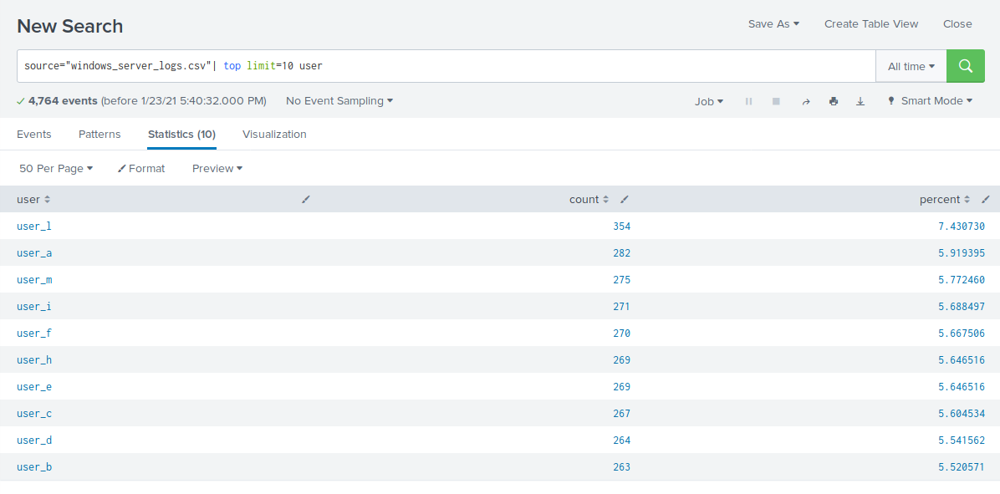 New Search
Save As Create Table View Close
source="windows_server_logs.csv"| top limit=10 user
All time
4,764 events (before 1/23/21 5:40:32.000 PM) No Event Sampling Job Smart Mode
Events Patterns Statistics (10) Visualization
50 Per Page Format Preview
user count percent
user_l 354 7.430730
user_a 282 5.919395
user_m 275 5.772460
user_i 271 5.688497
user_f 270 5.667506
user_h 269 5.646516
user_e 269 5.646516
user_c 267 5.604534
user_d 264 5.541562
user_b 263 5.520571